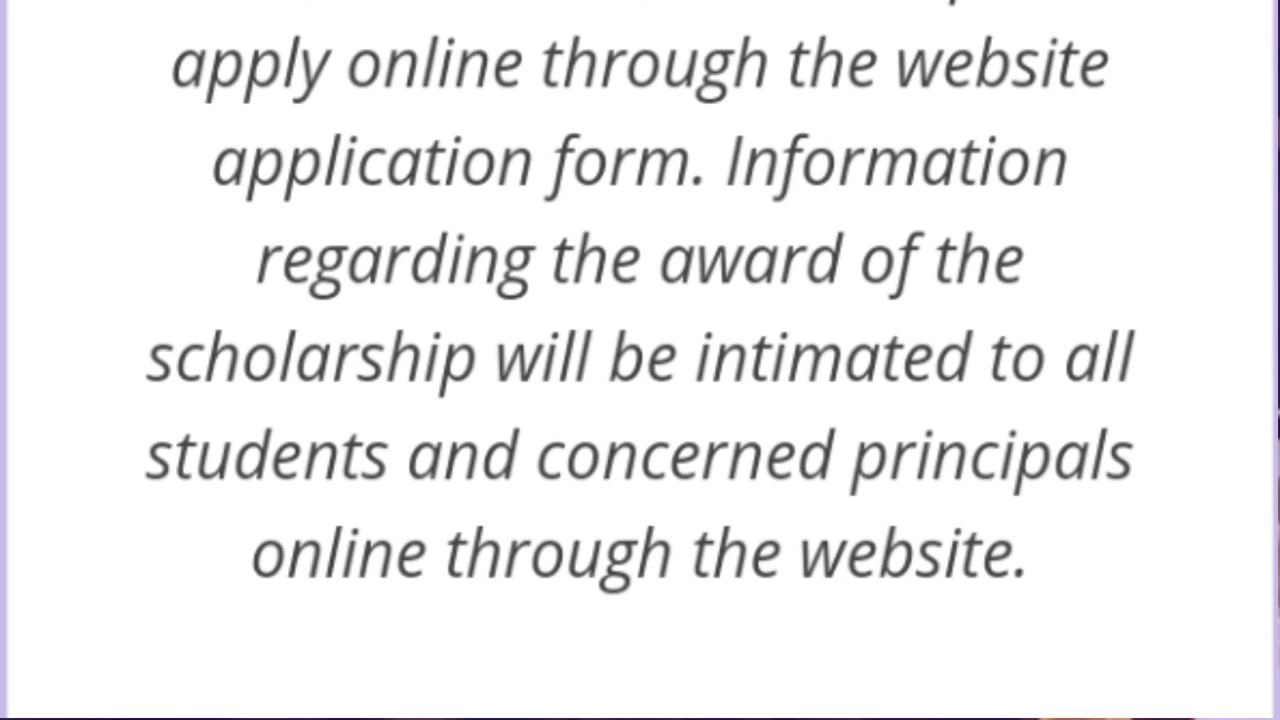 apply online through the website
application form. Information
regarding the award of the
scholarship will be intimated to all
students and concerned principals
online through the website.